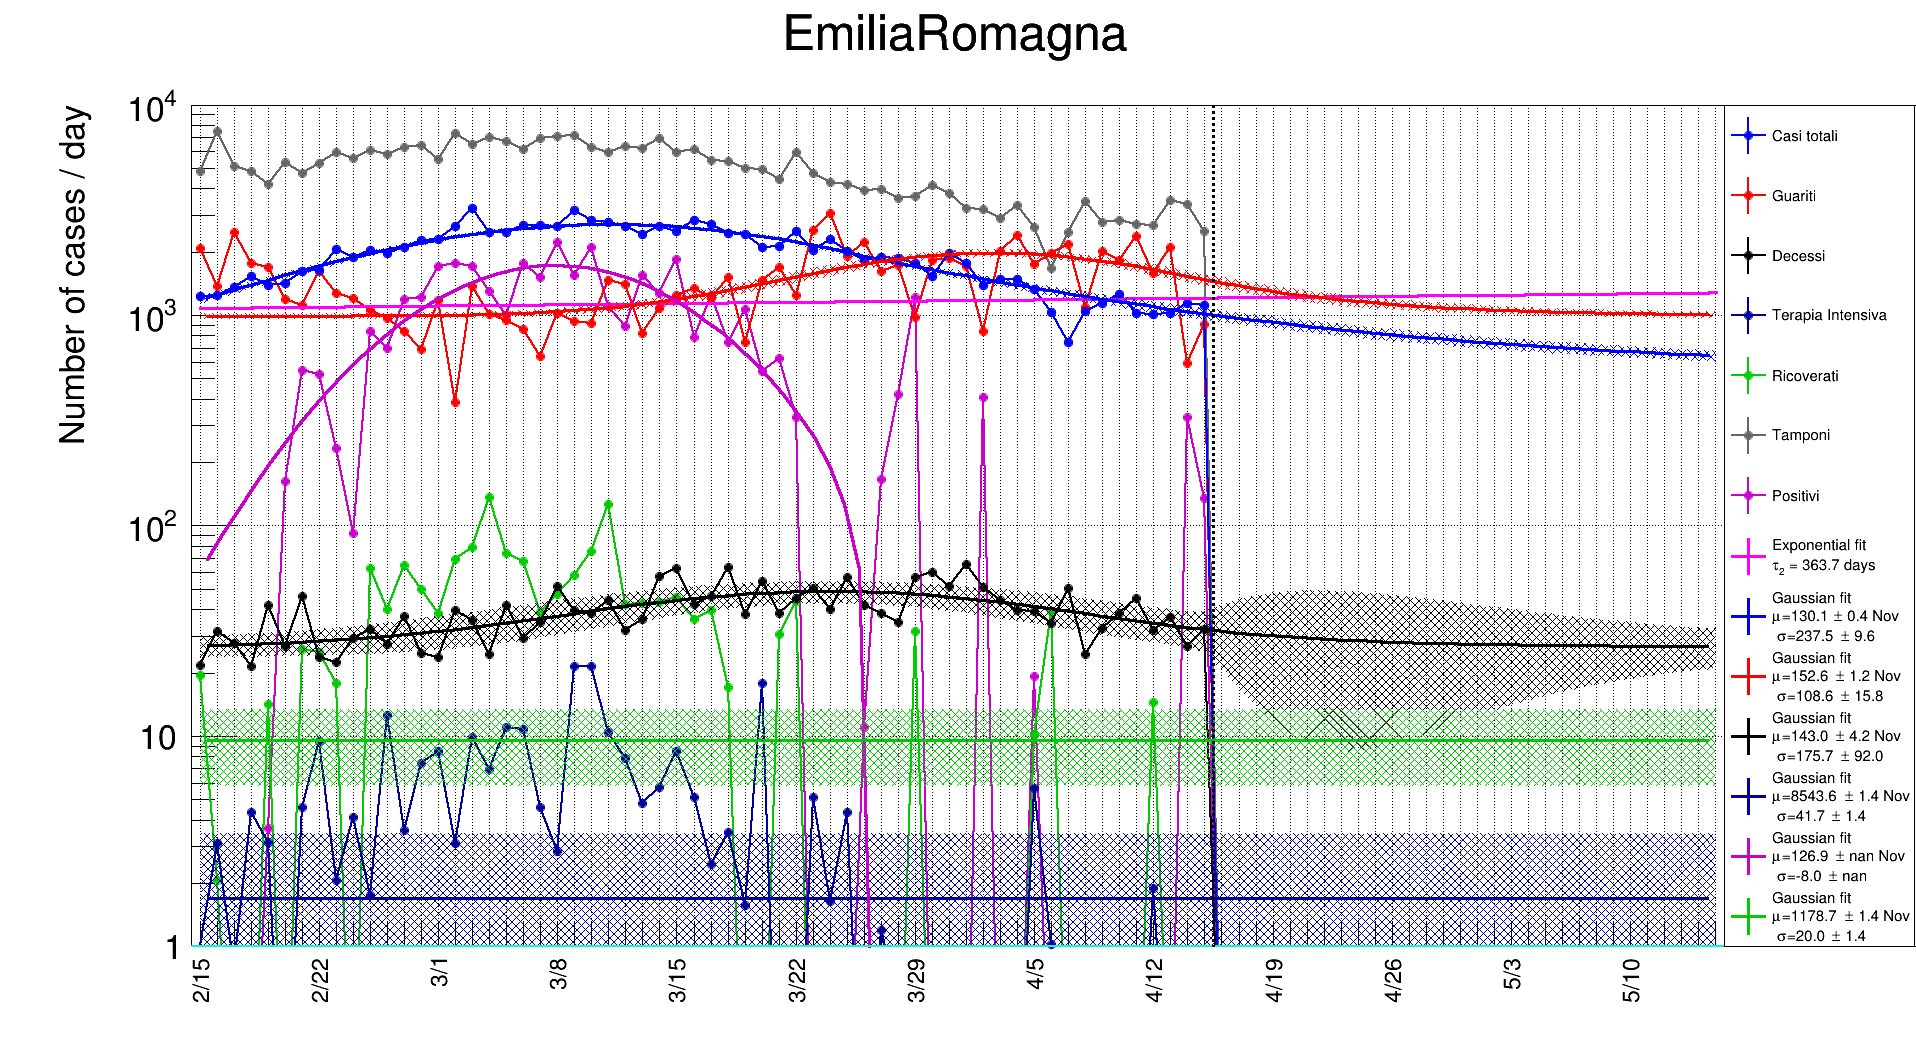 EmiliaRomagna
Number of cases / day
10^4
10^3
10^2
10
1
2/15
2/22
3/1
3/8
3/15
3/22
3/29
4/5
4/12
4/19
4/26
5/3
5/10
Casi totali
Guariti
Decessi
Terapia Intensiva
Ricoverati
Tamponi
Positivi
Exponential fit
τ₂ = 363.7 days
Gaussian fit
μ=130.1 ± 0.4 Nov
σ=237.5 ± 9.6
Gaussian fit
μ=152.6 ± 1.2 Nov
σ=108.6 ± 15.8
Gaussian fit
μ=143.0 ± 4.2 Nov
σ=175.7 ± 92.0
Gaussian fit
μ=8543.6 ± 1.4 Nov
σ=41.7 ± 1.4
Gaussian fit
μ=126.9 ± nan Nov
σ=-8.0 ± nan
Gaussian fit
μ=1178.7 ± 1.4 Nov
σ=20.0 ± 1.4